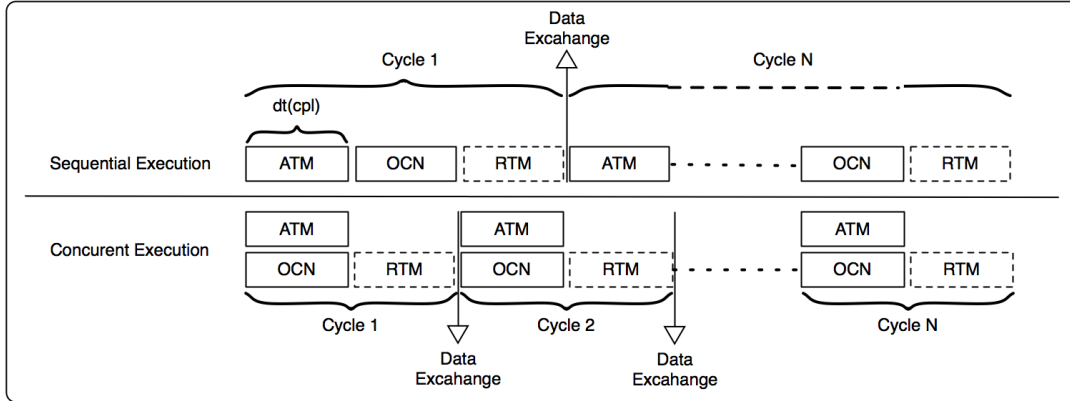 Data
Excahange
Cycle 1
Cycle N
dt(cpl)
Sequential Execution
ATM
OCN
RTM
ATM
OCN
RTM
Concurent Execution
ATM
ATM
ATM
OCN
RTM
OCN
RTM
OCN
RTM
Cycle 1
Cycle 2
Cycle N
Data
Excahange
Data
Excahange